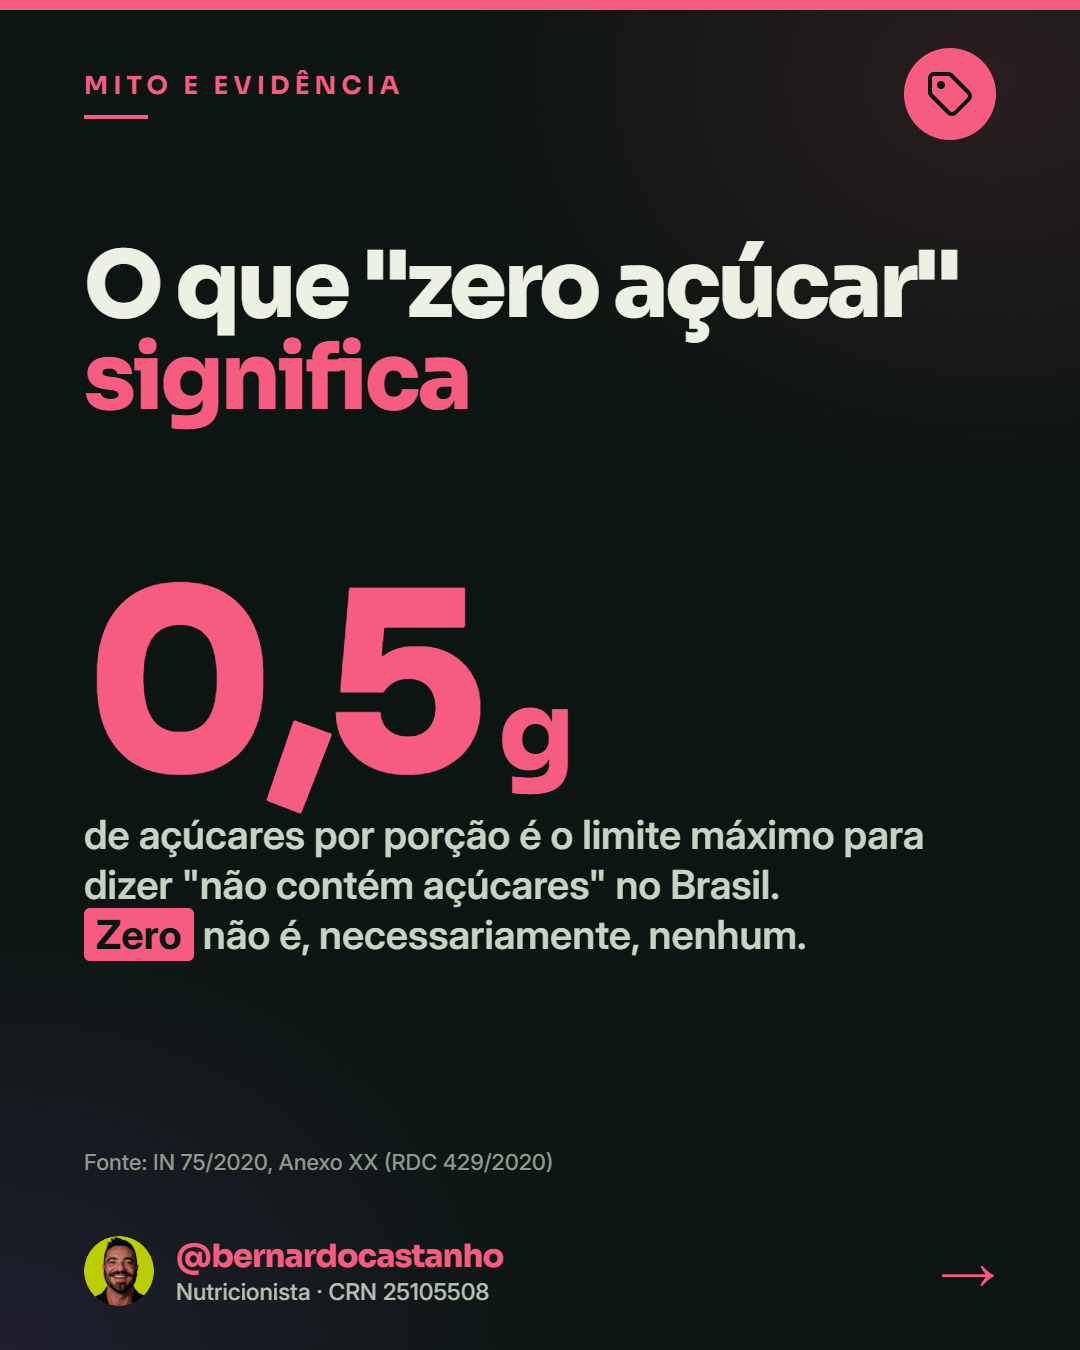 MITO E EVIDÊNCIA
O que "zero açúcar"
significa
0,5 g
de açúcares por porção é o limite máximo para
dizer "não contém açúcares" no Brasil.
Zero não é, necessariamente, nenhum.
Fonte: IN 75/2020, Anexo XX (RDC 429/2020)
@bernardocastanho
Nutricionista · CRN 25105508